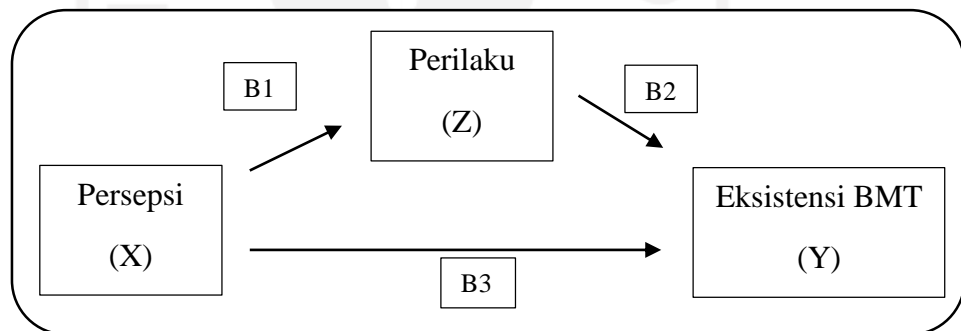 Perilaku
(Z)
B1
B2
Persepsi
(X)
Eksistensi BMT
(Y)
B3